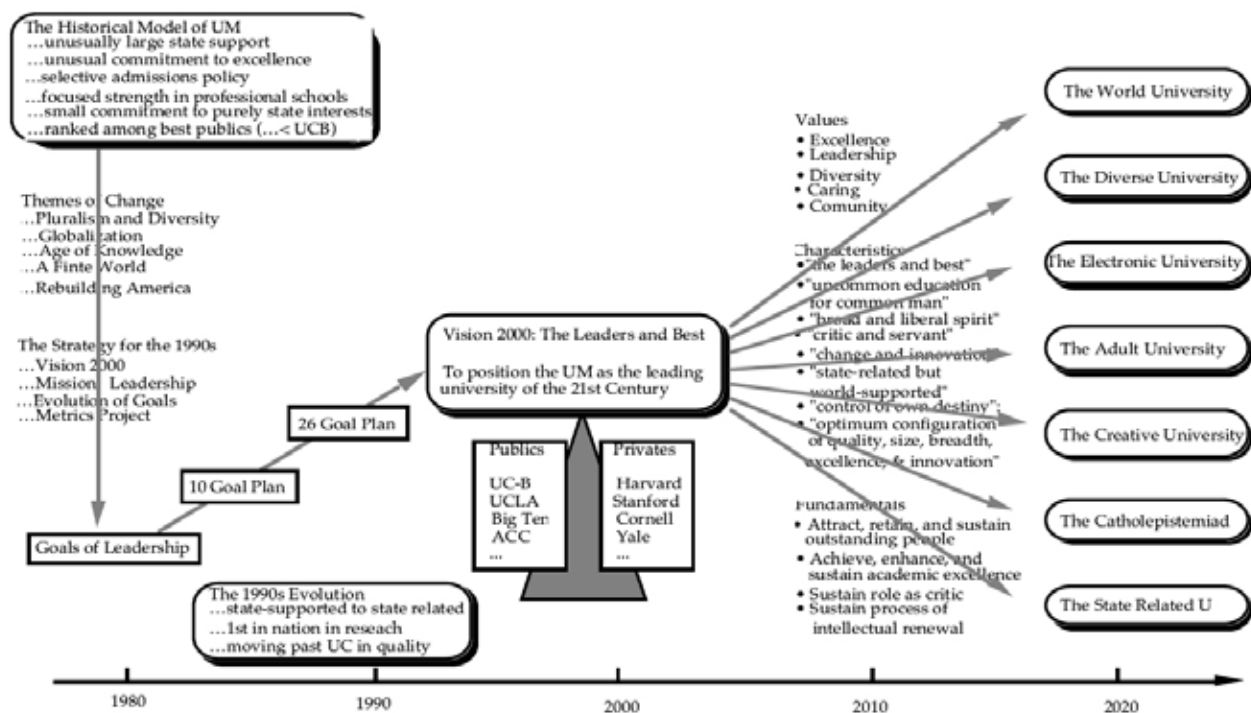 The Historical Model of UM
…unusually large state support
…unusual commitment to excellence
…selective admissions policy
…focused strength in professional schools
…small commitment to purely state interests
…ranked among best publics (…< UCB)
Themes of Change
…Pluralism and Diversity
…Globalization
…Age of Knowledge
…A Finte World
…Rebuilding America
The Strategy for the 1990s
…Vision 2000
…Mission Leadership
…Evolution of Goals
…Metrics Project
Goals of Leadership
10 Goal Plan
26 Goal Plan
The 1990s Evolution
…state-supported to state related
…1st in nation in reseach
…moving past UC in quality
Vision 2000: The Leaders and Best
To position the UM as the leading
university of the 21st Century
Publics
UC-B
UCLA
Big Ten
ACC
...
Privates
Harvard
Stanford
Cornell
Yale
...
Values
• Excellence
• Leadership
• Diversity
• Caring
• Comunity
Characteristics
• "the leaders and best"
• "uncommon education
for common man"
• "broad and liberal spirit"
• "critic and servant"
• "change and innovation"
• "state-related but
world-supported"
• "control of own destiny";
• "optimum configuration
of quality, size, breadth,
excellence, & innovation"
Fundamentals
• Attract, retain, and sustain
outstanding people
• Achieve, enhance, and
sustain academic excellence
• Sustain role as critic
• Sustain process of
intellectual renewal
The World University
The Diverse University
The Electronic University
The Adult University
The Creative University
The Catholepistemiad
The State Related U
1980
1990
2000
2010
2020